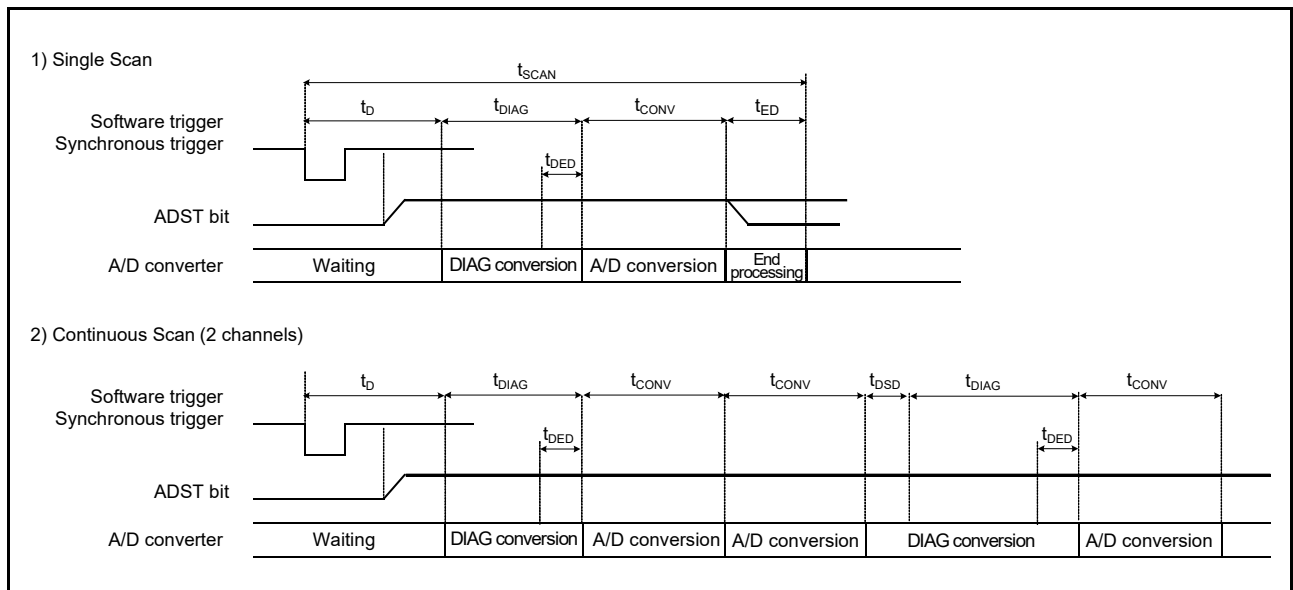 1) Single Scan
tSCAN
tD tDIAG tCONV tED
Software trigger
Synchronous trigger
tDED
ADST bit
A/D converter Waiting DIAG conversion A/D conversion End processing
2) Continuous Scan (2 channels)
tD tDIAG tCONV tCONV tDSD tDIAG tCONV
Software trigger
Synchronous trigger
tDED tDED
ADST bit
A/D converter Waiting DIAG conversion A/D conversion A/D conversion DIAG conversion A/D conversion